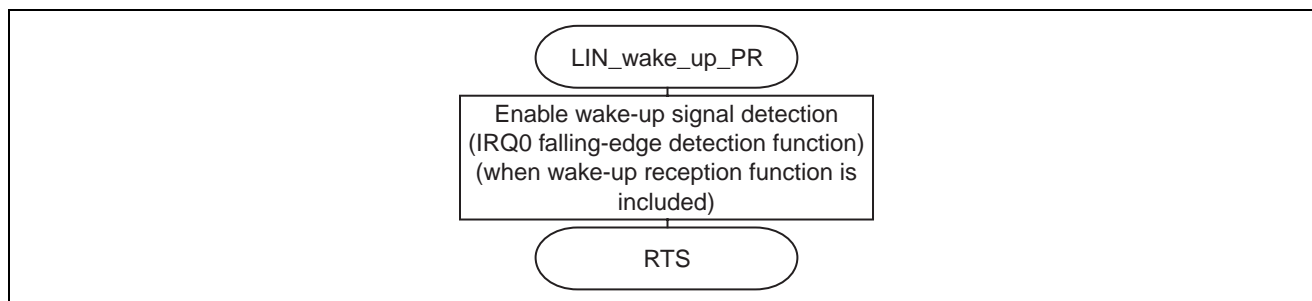 LIN_wake_up_PR
Enable wake-up signal detection
(IRQ0 falling-edge detection function)
(when wake-up reception function is
included)
RTS